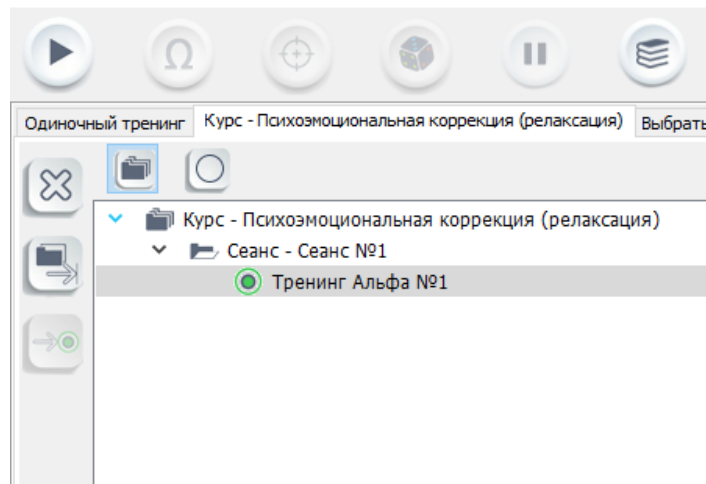 Одиночный тренинг Курс - Психоэмоциональная коррекция (релаксация) Выбрать
Курс - Психоэмоциональная коррекция (релаксация)
Сеанс - Сеанс №1
Тренинг Альфа №1